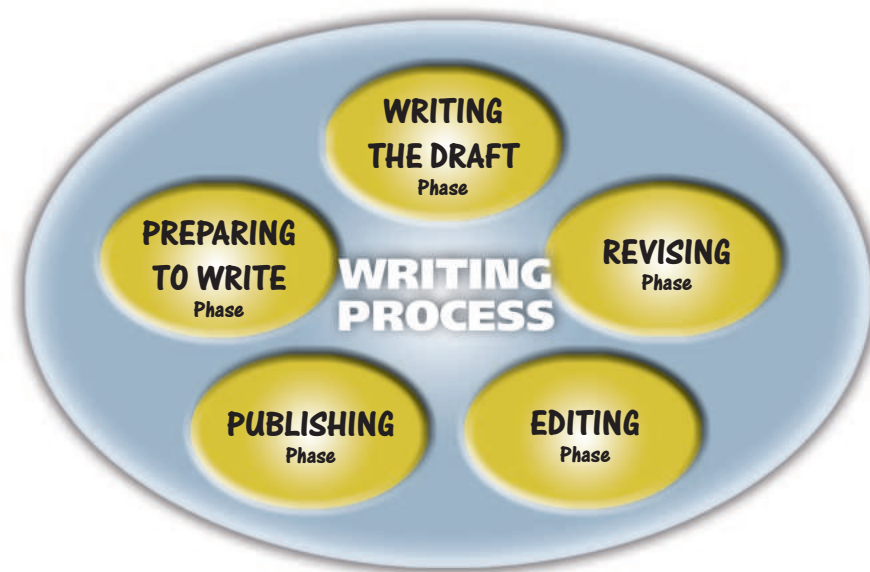 WRITING
THE DRAFT
Phase
PREPARING
TO WRITE
Phase
REVISING
Phase
WRITING
PROCESS
PUBLISHING
Phase
EDITING
Phase